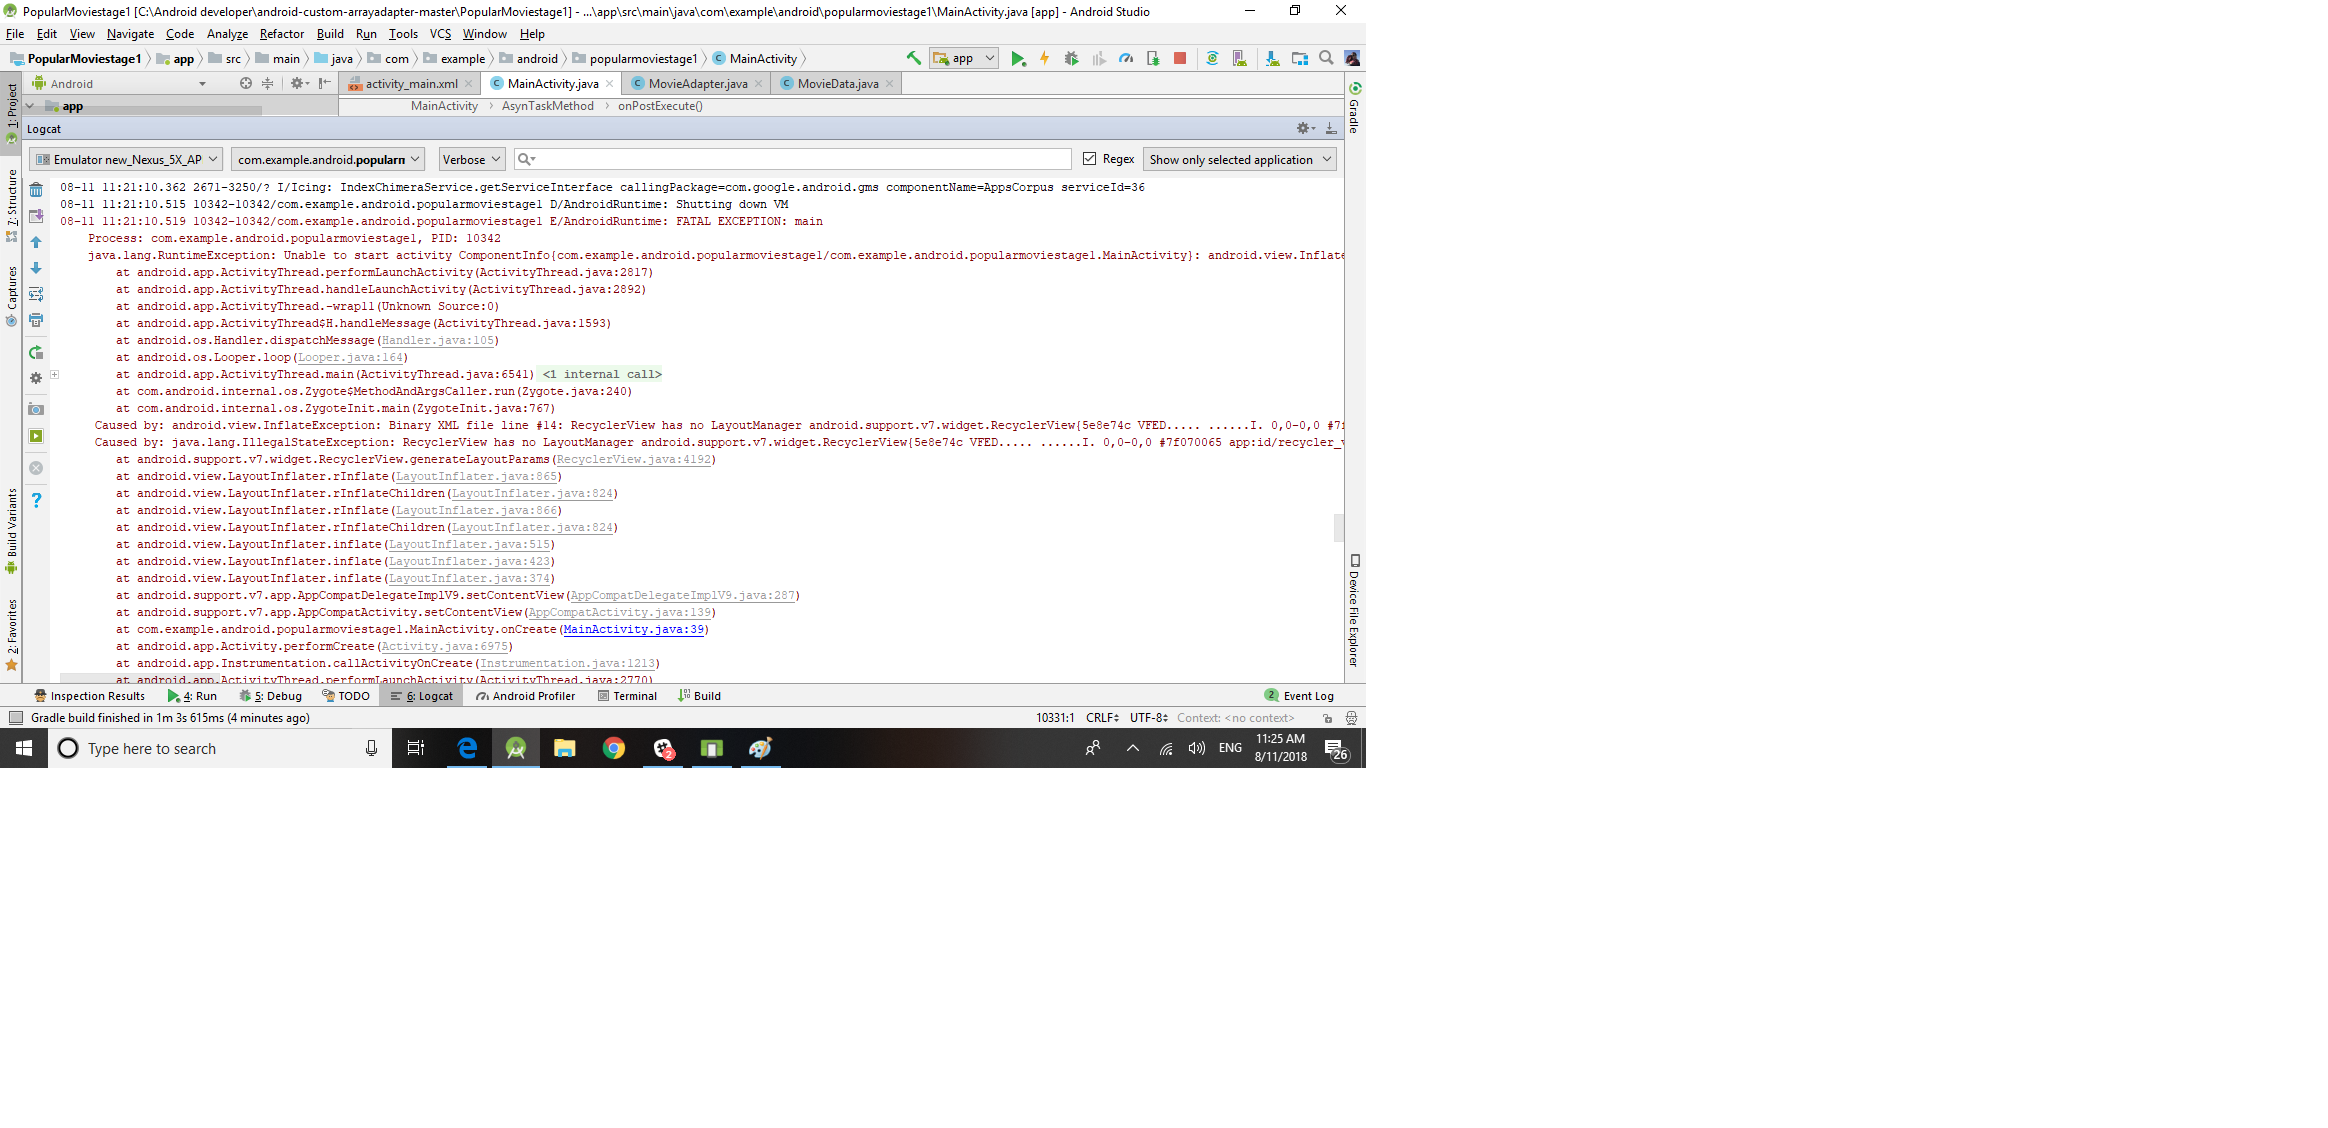 PopularMoviestage1 [C:\Android developer\android-custom-arrayadapter-master\PopularMoviestage1] - ...\app\src\main\java\com\example\android\popularmoviestage1\MainActivity.java [app] - Android Studio
File Edit View Navigate Code Analyze Refactor Build Run Tools VCS Window Help
PopularMoviestage1 app src main java com example android popularmoviestage1 MainActivity app
Android activity_main.xml MainActivity.java MovieAdapter.java MovieData.java
app MainActivity AsynTaskMethod onPostExecute()
Logcat
Emulator new_Nexus_5X_AP com.example.android.popularm Verbose Regex Show only selected application
08-11 11:21:10.362 2671-3250/? I/Icing: IndexChimeraService.getServiceInterface callingPackage=com.google.android.gms componentName=AppsCorpus serviceId=36
08-11 11:21:10.515 10342-10342/com.example.android.popularmoviestage1 D/AndroidRuntime: Shutting down VM
08-11 11:21:10.519 10342-10342/com.example.android.popularmoviestage1 E/AndroidRuntime: FATAL EXCEPTION: main
Process: com.example.android.popularmoviestage1, PID: 10342
java.lang.RuntimeException: Unable to start activity ComponentInfo{com.example.android.popularmoviestage1/com.example.android.popularmoviestage1.MainActivity}: android.view.Inflate
at android.app.ActivityThread.performLaunchActivity(ActivityThread.java:2817)
at android.app.ActivityThread.handleLaunchActivity(ActivityThread.java:2892)
at android.app.ActivityThread.-wrap11(Unknown Source:0)
at android.app.ActivityThread$H.handleMessage(ActivityThread.java:1593)
at android.os.Handler.dispatchMessage(Handler.java:105)
at android.os.Looper.loop(Looper.java:164)
at android.app.ActivityThread.main(ActivityThread.java:6541) <1 internal call>
at com.android.internal.os.Zygote$MethodAndArgsCaller.run(Zygote.java:240)
at com.android.internal.os.ZygoteInit.main(ZygoteInit.java:767)
Caused by: android.view.InflateException: Binary XML file line #14: RecyclerView has no LayoutManager android.support.v7.widget.RecyclerView{5e8e74c VFED..... ......I. 0,0-0,0 #7f
Caused by: java.lang.IllegalStateException: RecyclerView has no LayoutManager android.support.v7.widget.RecyclerView{5e8e74c VFED..... ......I. 0,0-0,0 #7f070065 app:id/recycler_v
at android.support.v7.widget.RecyclerView.generateLayoutParams(RecyclerView.java:4192)
at android.view.LayoutInflater.rInflate(LayoutInflater.java:865)
at android.view.LayoutInflater.rInflateChildren(LayoutInflater.java:824)
at android.view.LayoutInflater.rInflate(LayoutInflater.java:866)
at android.view.LayoutInflater.rInflateChildren(LayoutInflater.java:824)
at android.view.LayoutInflater.inflate(LayoutInflater.java:515)
at android.view.LayoutInflater.inflate(LayoutInflater.java:423)
at android.view.LayoutInflater.inflate(LayoutInflater.java:374)
at android.support.v7.app.AppCompatDelegateImplV9.setContentView(AppCompatDelegateImplV9.java:287)
at android.support.v7.app.AppCompatActivity.setContentView(AppCompatActivity.java:139)
at com.example.android.popularmoviestage1.MainActivity.onCreate(MainActivity.java:39)
at android.app.Activity.performCreate(Activity.java:6975)
at android.app.Instrumentation.callActivityOnCreate(Instrumentation.java:1213)
at android.app.ActivityThread.performLaunchActivity(ActivityThread.java:2770)
1: Project
7: Structure
Captures
Build Variants
2: Favorites
Gradle
Device File Explorer
Inspection Results 4: Run 5: Debug TODO 6: Logcat Android Profiler Terminal Build 2 Event Log
Gradle build finished in 1m 3s 615ms (4 minutes ago) 10331:1 CRLF UTF-8 Context: <no context>
Type here to search 2 ENG 11:25 AM
8/11/2018 26